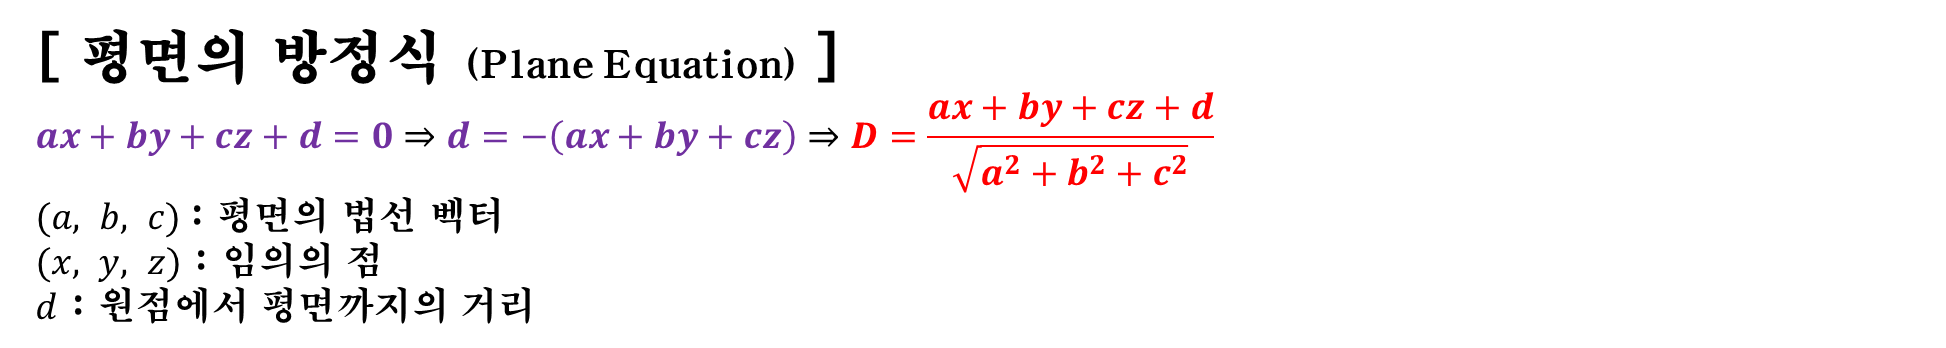 [ 평면의 방정식 (Plane Equation) ]
ax + by + cz + d = 0 ⇒ d = −(ax + by + cz) ⇒ D = (ax + by + cz + d) / √(a² + b² + c²)
(a, b, c) : 평면의 법선 벡터
(x, y, z) : 임의의 점
d : 원점에서 평면까지의 거리